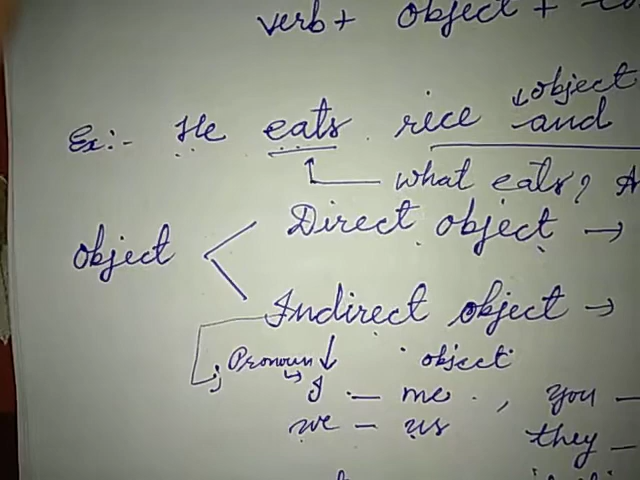 verb + object +
↓object
Ex:- He eats rice and
what eats?
Direct object →
object <
Indirect object →
Pronoun ↓ object
I - me , you -
we - us they -